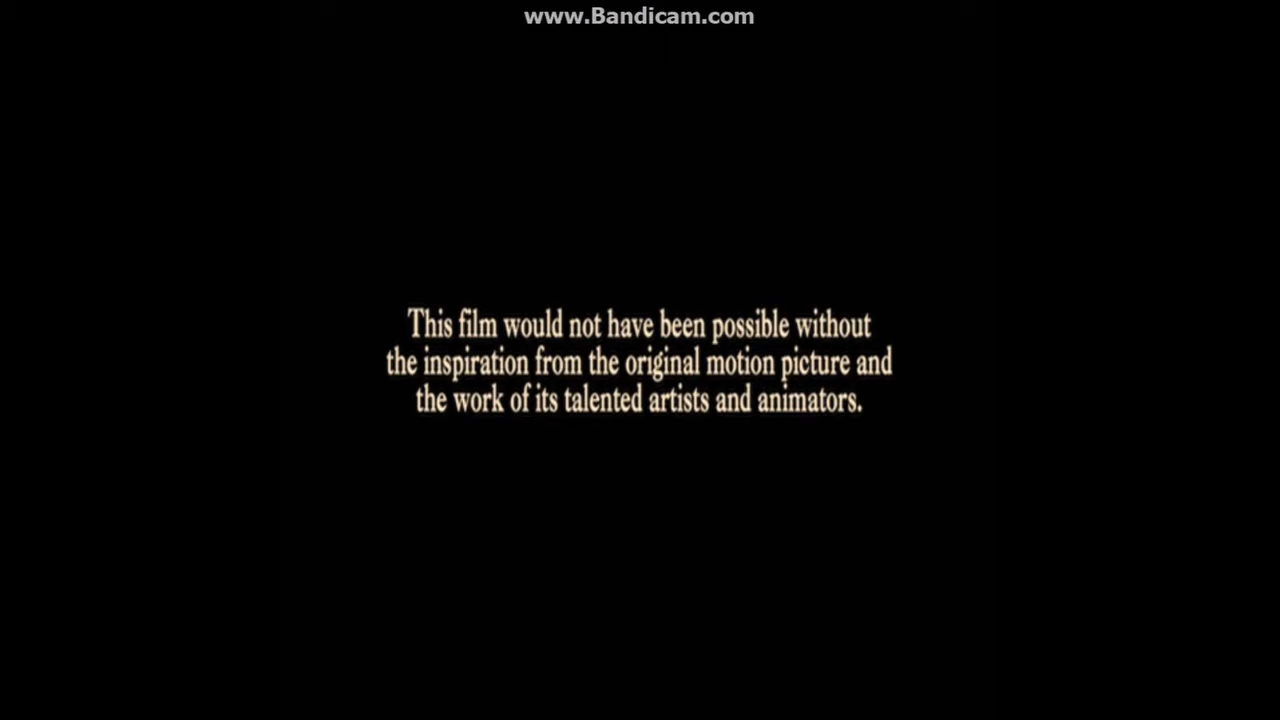 www.Bandicam.com
This film would not have been possible without
the inspiration from the original motion picture and
the work of its talented artists and animators.